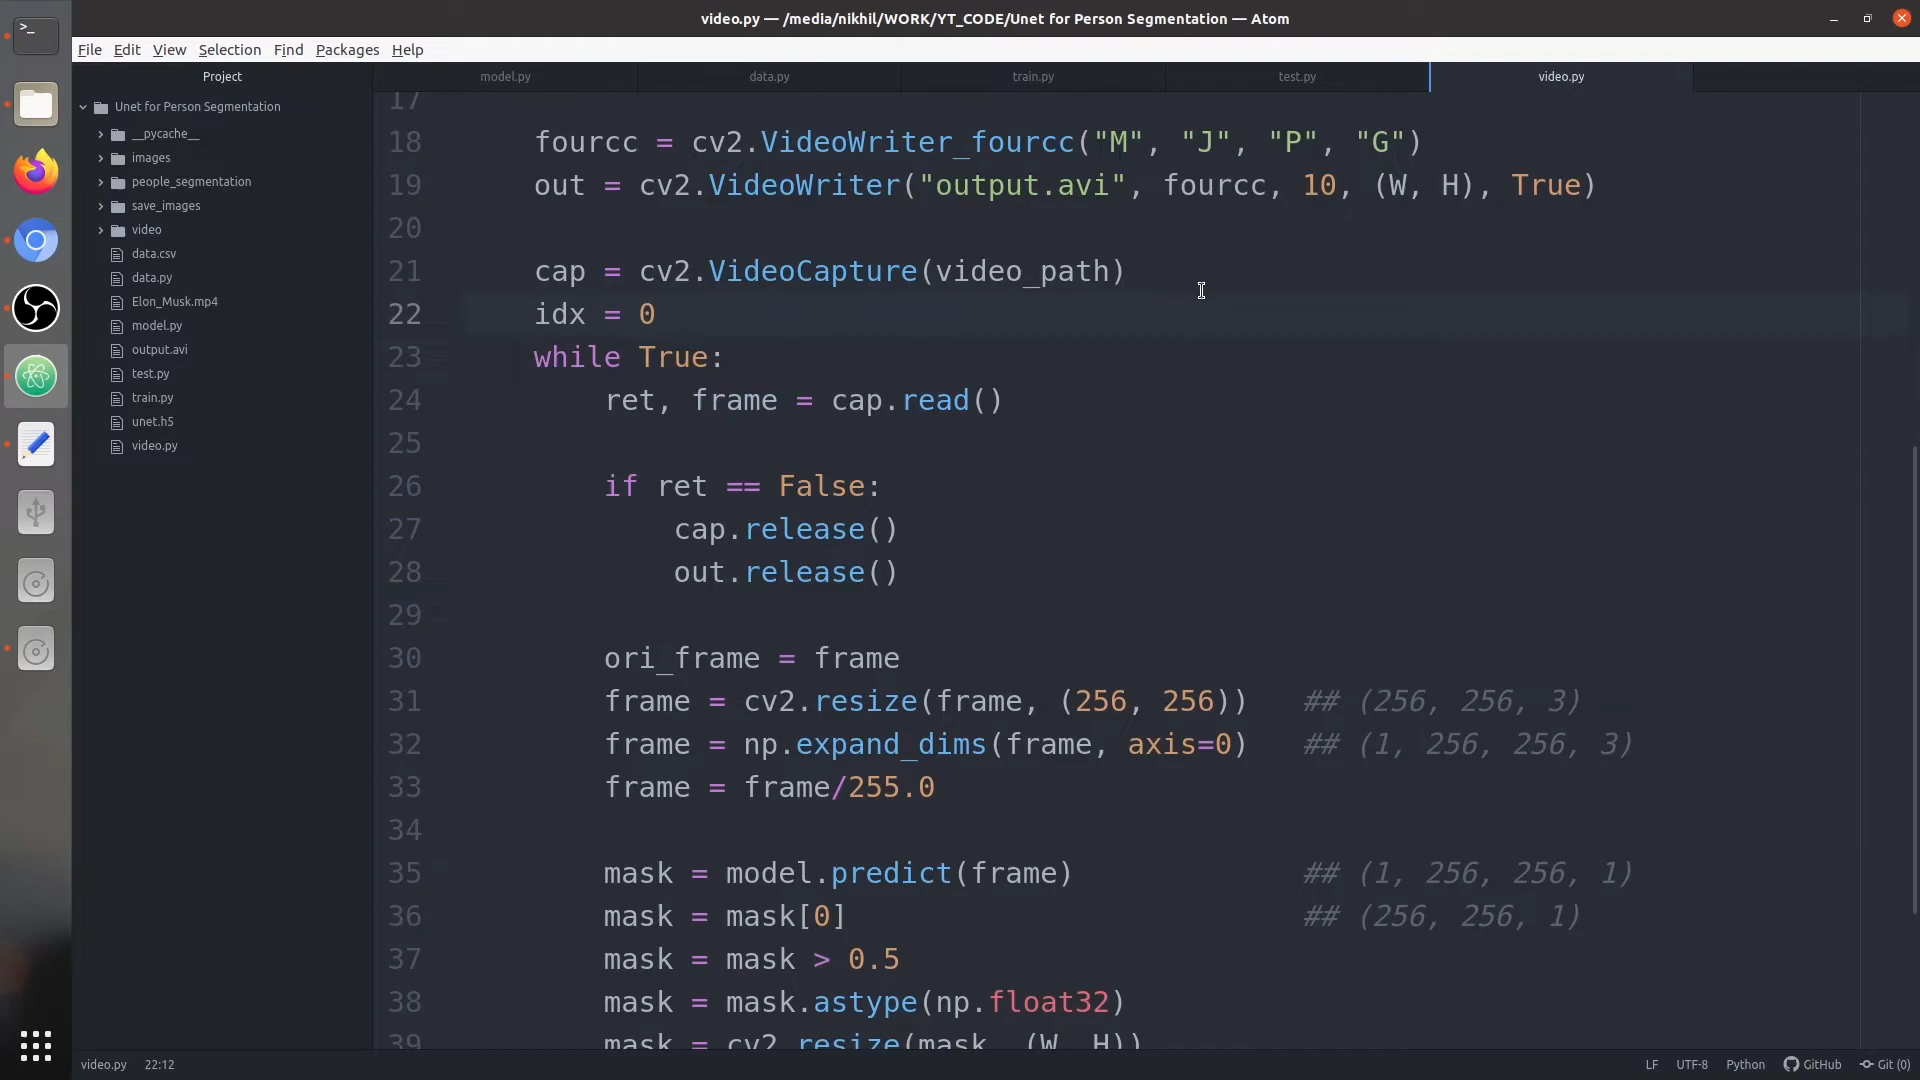 video.py — /media/nikhil/WORK/YT_CODE/Unet for Person Segmentation — Atom
File Edit View Selection Find Packages Help
Project
model.py data.py train.py test.py video.py
Unet for Person Segmentation
__pycache__
images
people_segmentation
save_images
video
data.csv
data.py
Elon_Musk.mp4
model.py
output.avi
test.py
train.py
unet.h5
video.py
17
18 fourcc = cv2.VideoWriter_fourcc("M", "J", "P", "G")
19 out = cv2.VideoWriter("output.avi", fourcc, 10, (W, H), True)
20
21 cap = cv2.VideoCapture(video_path)
22 idx = 0
23 while True:
24 ret, frame = cap.read()
25
26 if ret == False:
27 cap.release()
28 out.release()
29
30 ori_frame = frame
31 frame = cv2.resize(frame, (256, 256)) ## (256, 256, 3)
32 frame = np.expand_dims(frame, axis=0) ## (1, 256, 256, 3)
33 frame = frame/255.0
34
35 mask = model.predict(frame) ## (1, 256, 256, 1)
36 mask = mask[0] ## (256, 256, 1)
37 mask = mask > 0.5
38 mask = mask.astype(np.float32)
39 mask = cv2.resize(mask, (W, H))
video.py 22:12 LF UTF-8 Python GitHub Git (0)